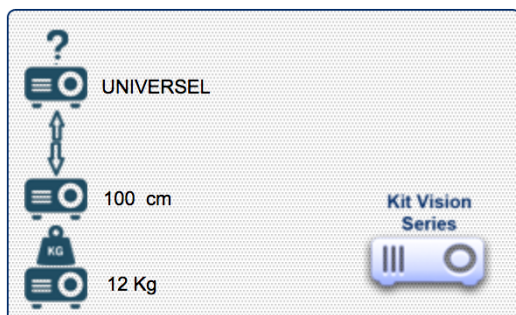 ?
UNIVERSEL
100 cm
KG
12 Kg
Kit Vision
Series